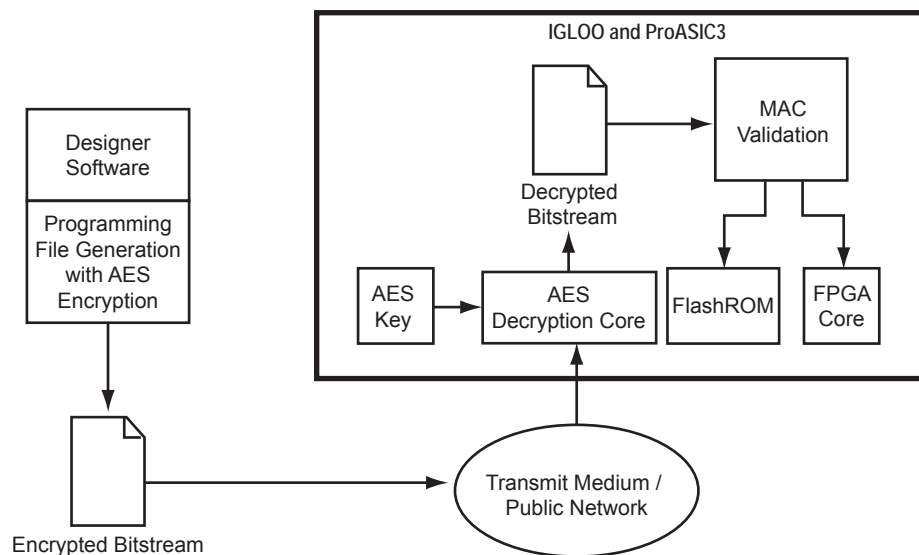 IGLOO and ProASIC3
Designer
Software
Programming
File Generation
with AES
Encryption
Encrypted Bitstream
Transmit Medium /
Public Network
AES
Key
AES
Decryption Core
Decrypted
Bitstream
MAC
Validation
FlashROM
FPGA
Core